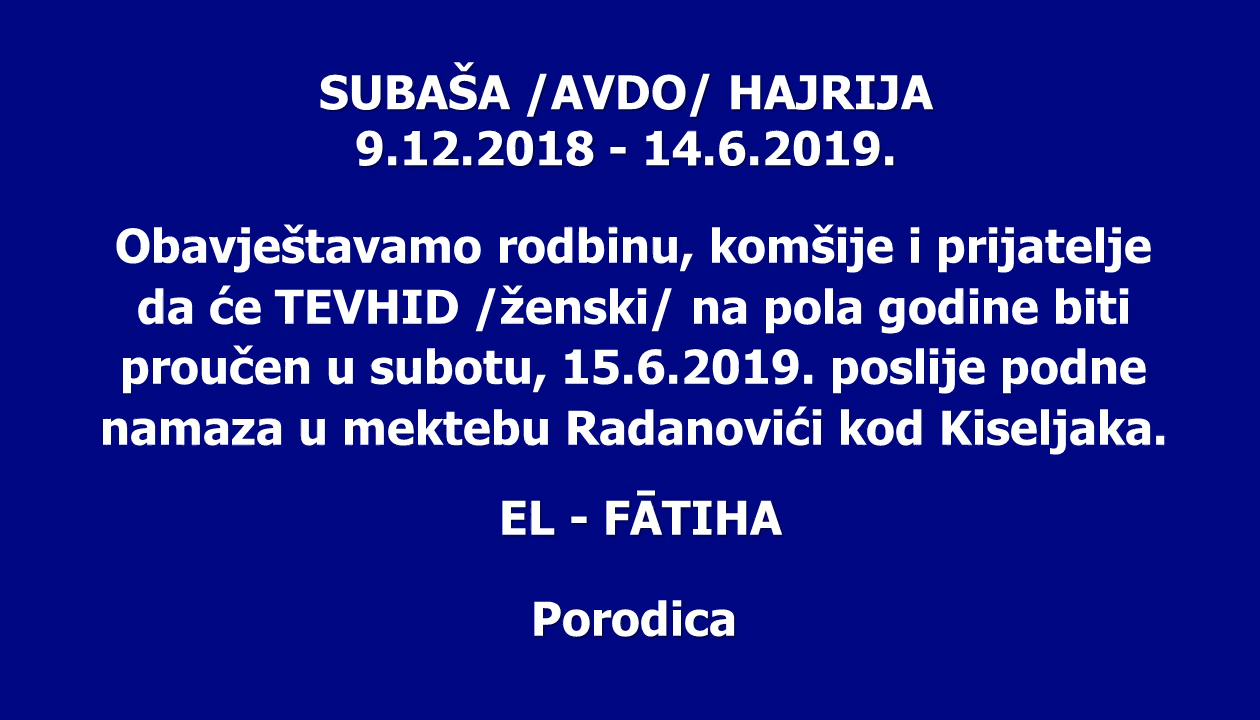 SUBAŠA /AVDO/ HAJRIJA
9.12.2018 - 14.6.2019.
Obavještavamo rodbinu, komšije i prijatelje
da će TEVHID /ženski/ na pola godine biti
proučen u subotu, 15.6.2019. poslije podne
namaza u mektebu Radanovići kod Kiseljaka.
EL - FĀTIHA
Porodica